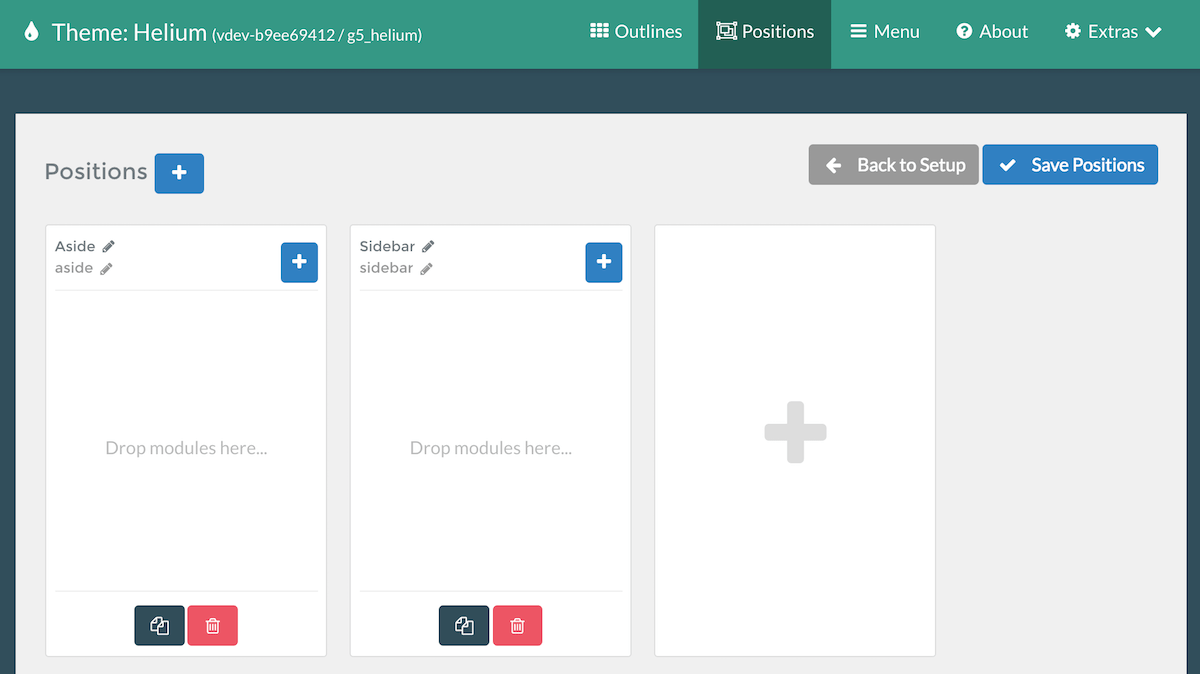 Theme: Helium (vdev-b9ee69412 / g5_helium)
Outlines
Positions
Menu
About
Extras
Positions
Back to Setup
Save Positions
Aside
aside
Drop modules here...
Sidebar
sidebar
Drop modules here...